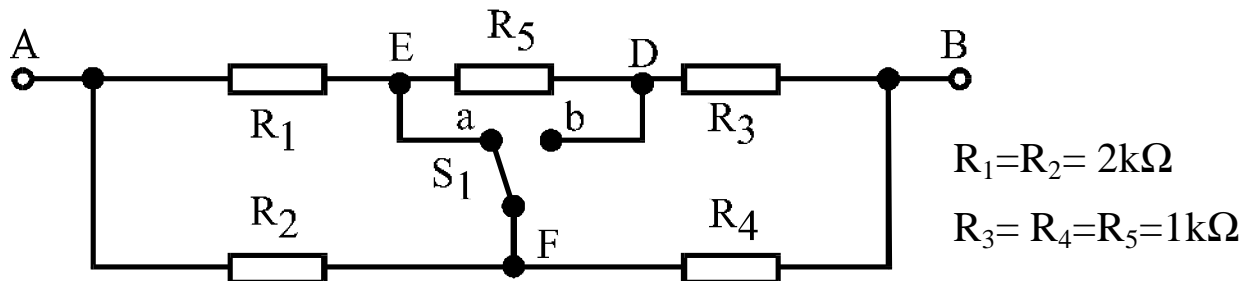 A
E
R5
D
B
R1
a
b
R3
S1
R1=R2= 2kΩ
R2
F
R4
R3= R4=R5=1kΩ